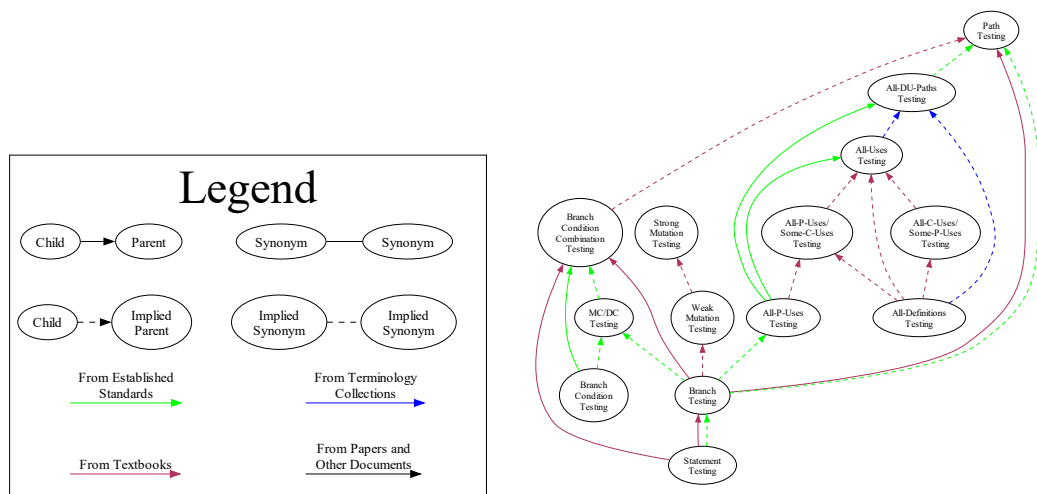 Legend
Child
Parent
Synonym
Synonym
Child
Implied
Parent
Implied
Synonym
Implied
Synonym
From Established
Standards
From Terminology
Collections
From Textbooks
From Papers and
Other Documents
Path
Testing
All-DU-Paths
Testing
All-Uses
Testing
Branch
Condition
Combination
Testing
Strong
Mutation
Testing
All-P-Uses/
Some-C-Uses
Testing
All-C-Uses/
Some-P-Uses
Testing
MC/DC
Testing
Weak
Mutation
Testing
All-P-Uses
Testing
All-Definitions
Testing
Branch
Condition
Testing
Branch
Testing
Statement
Testing